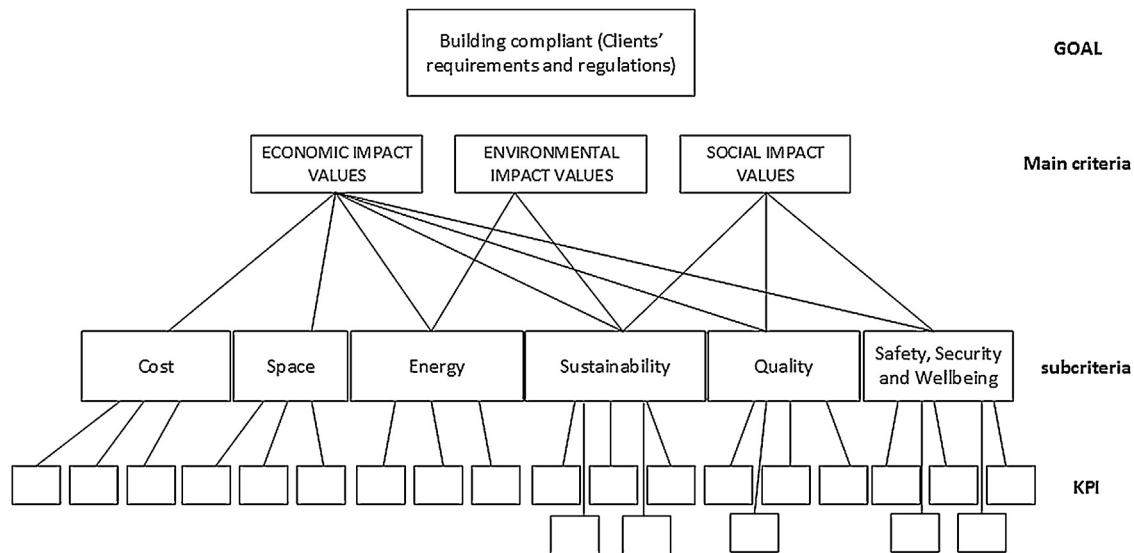 Building compliant (Clients'
requirements and regulations)
GOAL
ECONOMIC IMPACT
VALUES
ENVIRONMENTAL
IMPACT VALUES
SOCIAL IMPACT
VALUES
Main criteria
Cost
Space
Energy
Sustainability
Quality
Safety, Security
and Wellbeing
subcriteria
KPI